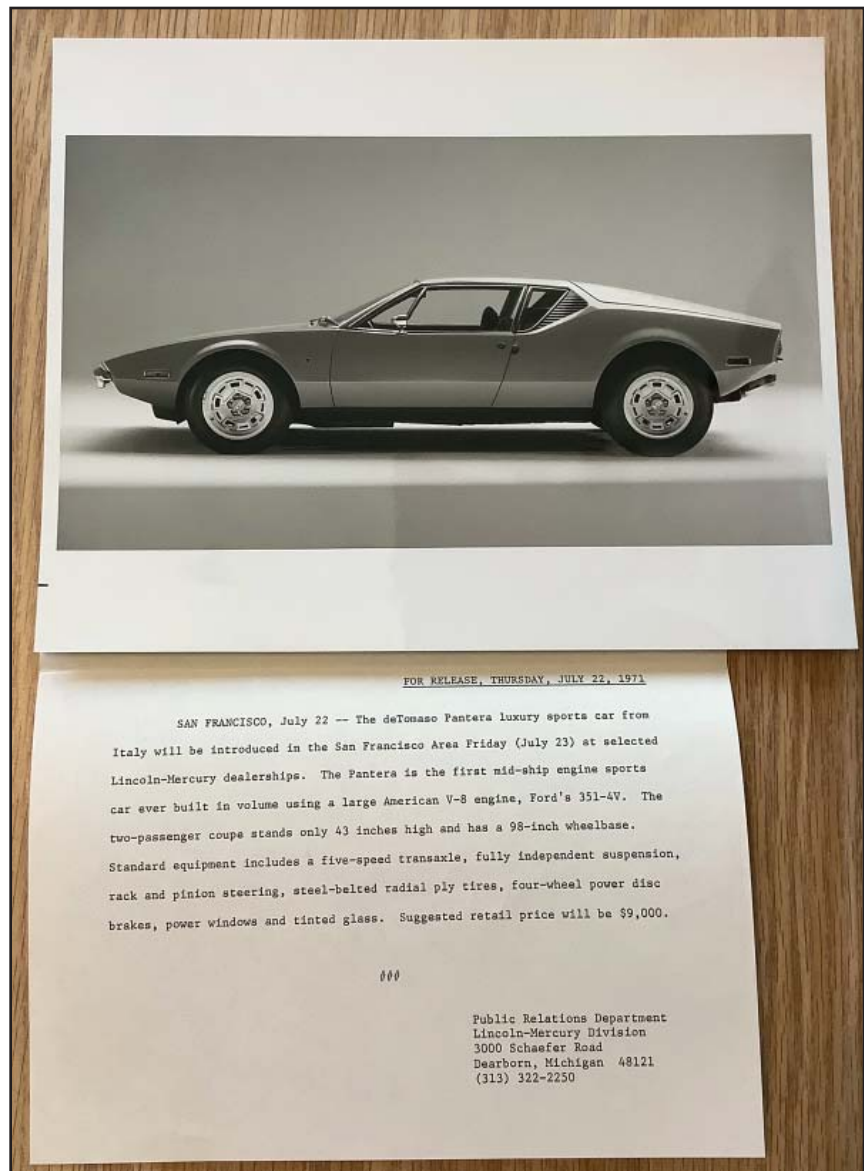 FOR RELEASE, THURSDAY, JULY 22, 1971
SAN FRANCISCO, July 22 -- The deTomaso Pantera luxury sports car from
Italy will be introduced in the San Francisco Area Friday (July 23) at selected
Lincoln-Mercury dealerships. The Pantera is the first mid-ship engine sports
car ever built in volume using a large American V-8 engine, Ford's 351-4V. The
two-passenger coupe stands only 43 inches high and has a 98-inch wheelbase.
Standard equipment includes a five-speed transaxle, fully independent suspension,
rack and pinion steering, steel-belted radial ply tires, four-wheel power disc
brakes, power windows and tinted glass. Suggested retail price will be $9,000.
###
Public Relations Department
Lincoln-Mercury Division
3000 Schaefer Road
Dearborn, Michigan 48121
(313) 322-2250